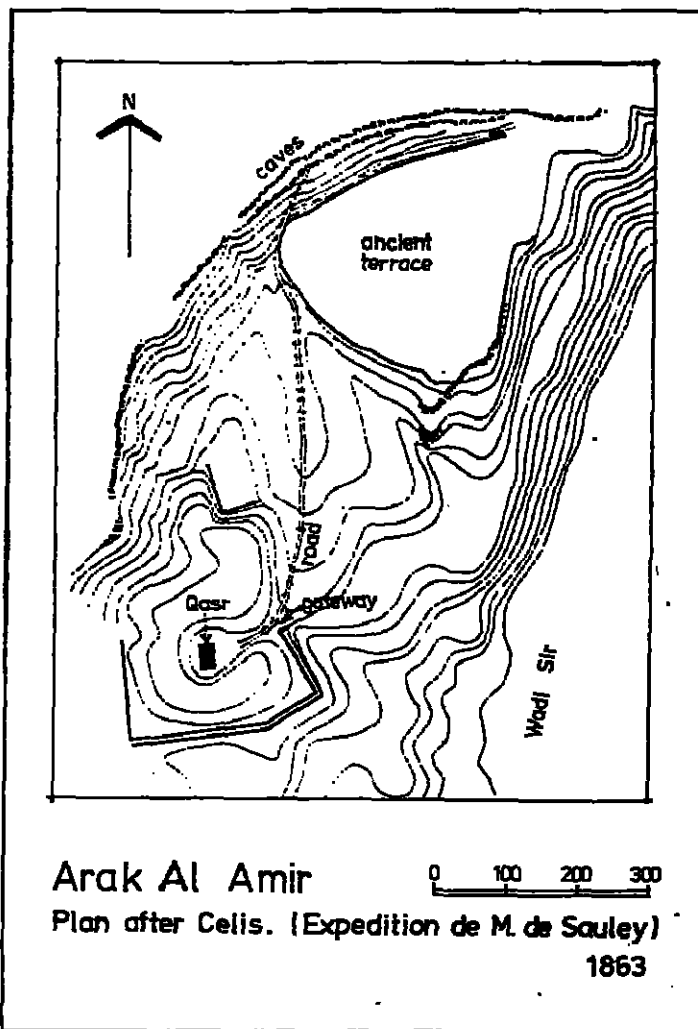 N
caves
ancient
terrace
road
Qasr
gateway
Wadi Sir
Arak Al Amir
0 100 200 300
Plan after Celis. (Expedition de M. de Sauley)
1863